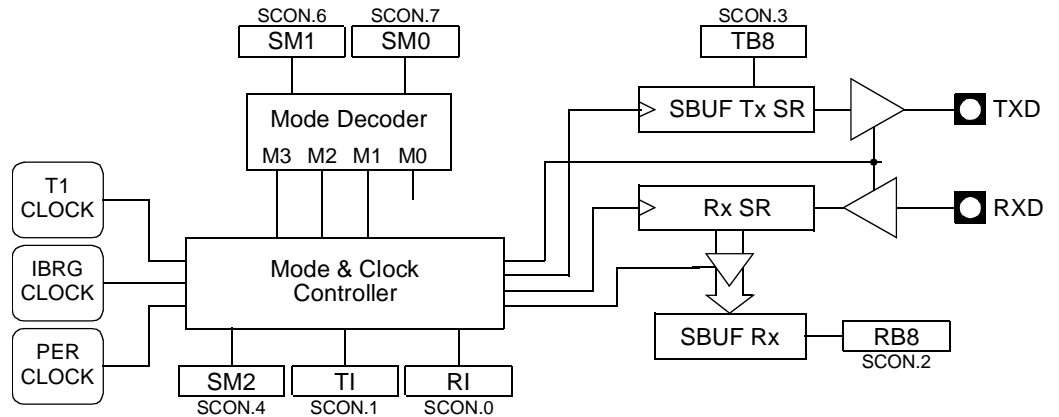 SCON.6 SCON.7 SCON.3
SM1 SM0 TB8
Mode Decoder
M3 M2 M1 M0
SBUF Tx SR
TXD
T1
CLOCK
Rx SR
RXD
IBRG
CLOCK
Mode & Clock
Controller
PER
CLOCK
SBUF Rx
RB8
SCON.2
SM2 TI RI
SCON.4 SCON.1 SCON.0